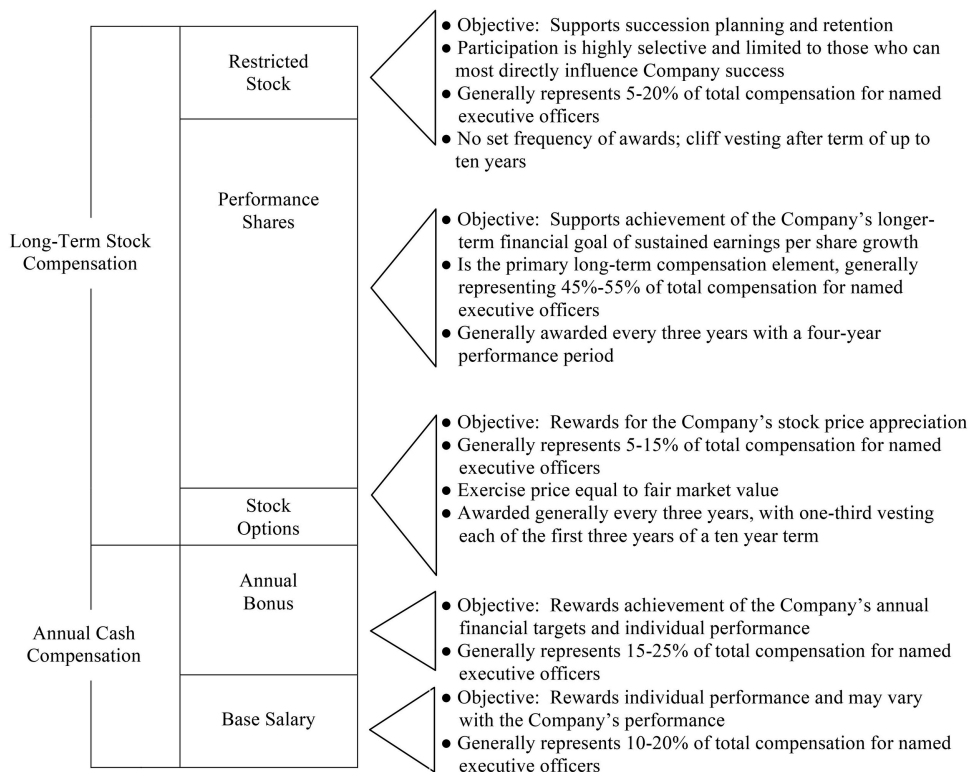 Long-Term Stock
Compensation
Restricted
Stock
● Objective:  Supports succession planning and retention
● Participation is highly selective and limited to those who can
most directly influence Company success
● Generally represents 5-20% of total compensation for named
executive officers
● No set frequency of awards; cliff vesting after term of up to
ten years
Performance
Shares
● Objective:  Supports achievement of the Company’s longer-
term financial goal of sustained earnings per share growth
● Is the primary long-term compensation element, generally
representing 45%-55% of total compensation for named
executive officers
● Generally awarded every three years with a four-year
performance period
Stock
Options
● Objective:  Rewards for the Company’s stock price appreciation
● Generally represents 5-15% of total compensation for named
executive officers
● Exercise price equal to fair market value
● Awarded generally every three years, with one-third vesting
each of the first three years of a ten year term
Annual Cash
Compensation
Annual
Bonus
● Objective:  Rewards achievement of the Company’s annual
financial targets and individual performance
● Generally represents 15-25% of total compensation for named
executive officers
Base Salary
● Objective:  Rewards individual performance and may vary
with the Company’s performance
● Generally represents 10-20% of total compensation for named
executive officers